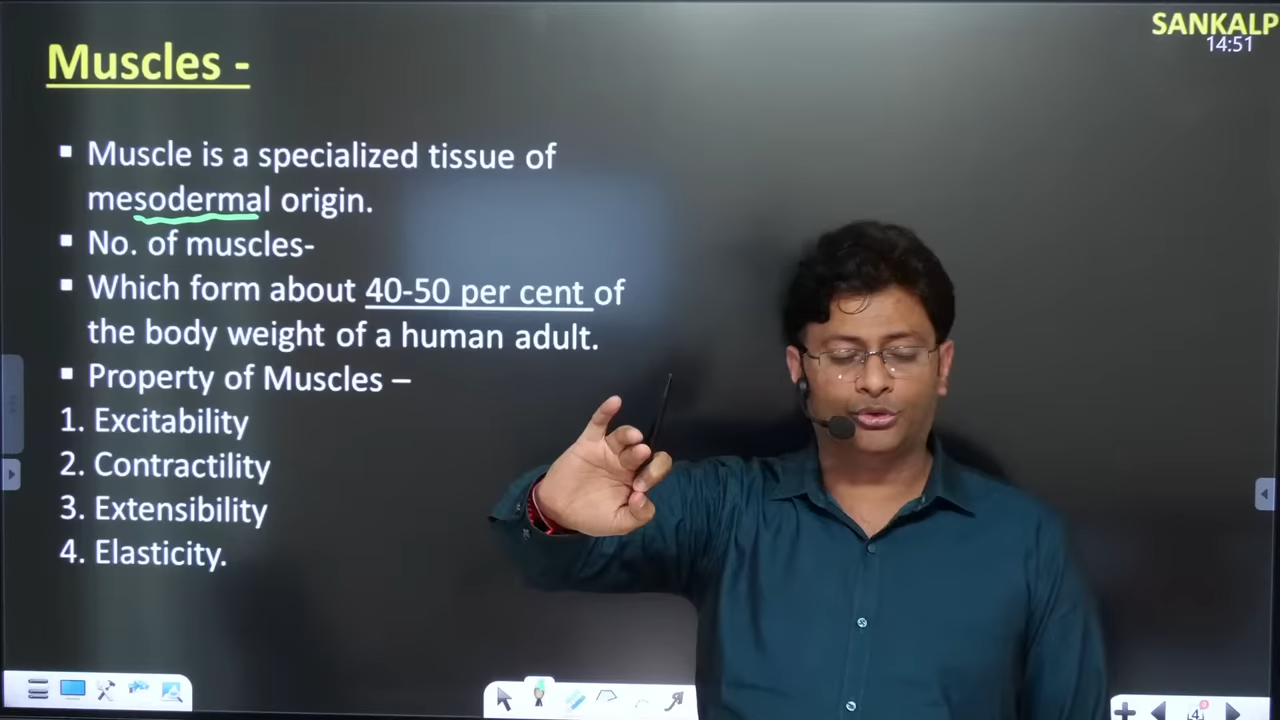 SANKALP
14:51
Muscles -
▪ Muscle is a specialized tissue of
mesodermal origin.
▪ No. of muscles-
▪ Which form about 40-50 per cent of
the body weight of a human adult.
▪ Property of Muscles –
1. Excitability
2. Contractility
3. Extensibility
4. Elasticity.